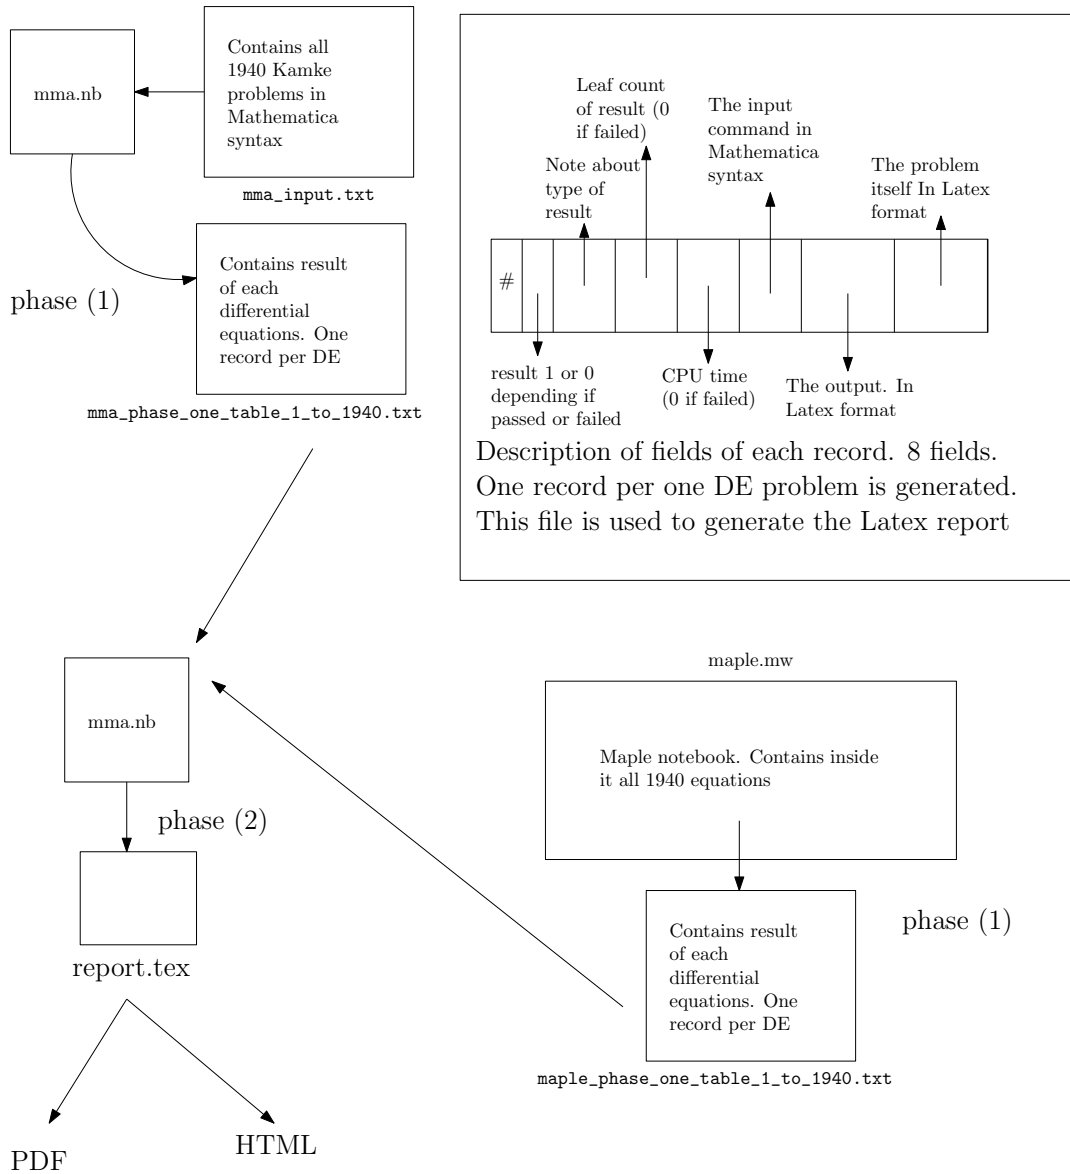 Contains all
1940 Kamke
problems in
Mathematica
syntax
mma.nb
mma_input.txt
Contains result
of each
differential
equations. One
record per DE
phase (1)
mma_phase_one_table_1_to_1940.txt
Leaf count
of result (0
if failed)
The input
command in
Mathematica
syntax
Note about
type of
result
The problem
itself In Latex
format
#
result 1 or 0
depending if
passed or failed
CPU time
(0 if failed)
The output. In
Latex format
Description of fields of each record. 8 fields.
One record per one DE problem is generated.
This file is used to generate the Latex report
mma.nb
phase (2)
report.tex
PDF
HTML
maple.mw
Maple notebook. Contains inside
it all 1940 equations
phase (1)
Contains result
of each
differential
equations. One
record per DE
maple_phase_one_table_1_to_1940.txt